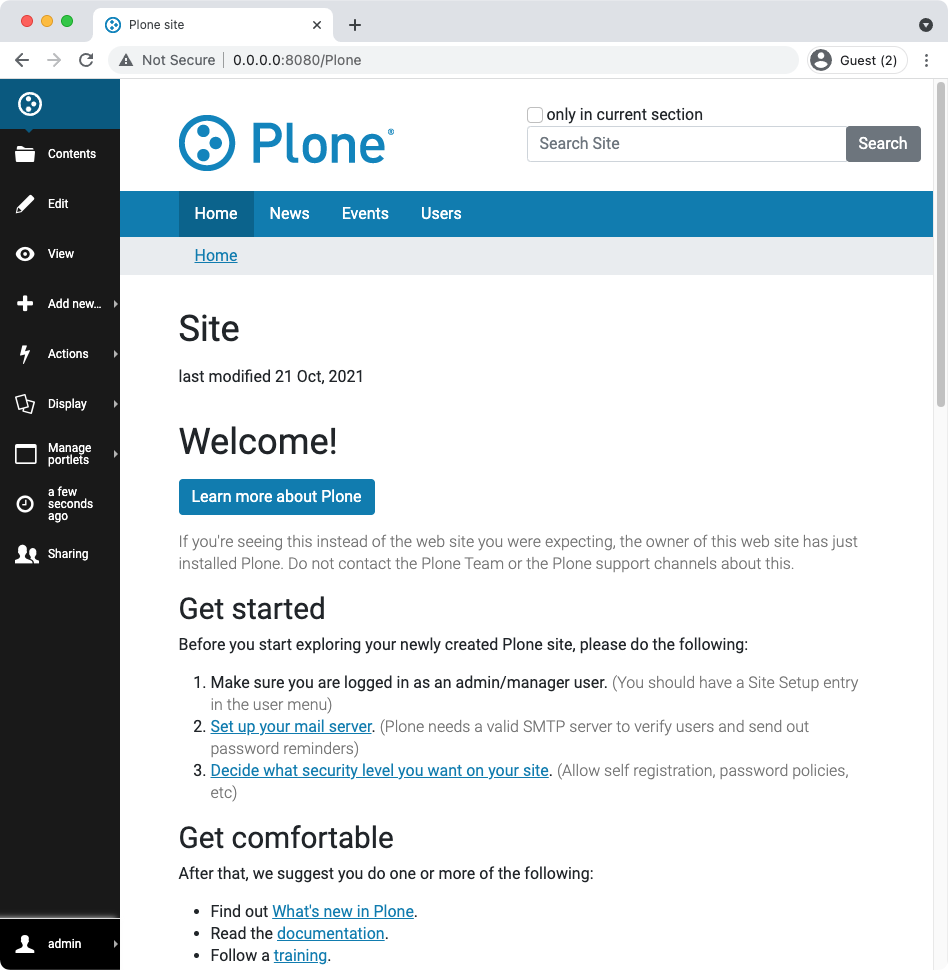 Plone site
Not Secure
0.0.0.0:8080/Plone
Guest (2)
Contents
Edit
View
Add new...
Actions
Display
Manage
portlets
a few
seconds
ago
Sharing
admin
Plone®
only in current section
Search Site
Search
Home
News
Events
Users
Home
Site
last modified 21 Oct, 2021
Welcome!
Learn more about Plone
If you're seeing this instead of the web site you were expecting, the owner of this web site has just
installed Plone. Do not contact the Plone Team or the Plone support channels about this.
Get started
Before you start exploring your newly created Plone site, please do the following:
1. Make sure you are logged in as an admin/manager user. (You should have a Site Setup entry
in the user menu)
2. Set up your mail server. (Plone needs a valid SMTP server to verify users and send out
password reminders)
3. Decide what security level you want on your site. (Allow self registration, password policies,
etc)
Get comfortable
After that, we suggest you do one or more of the following:
• Find out What's new in Plone.
• Read the documentation.
• Follow a training.